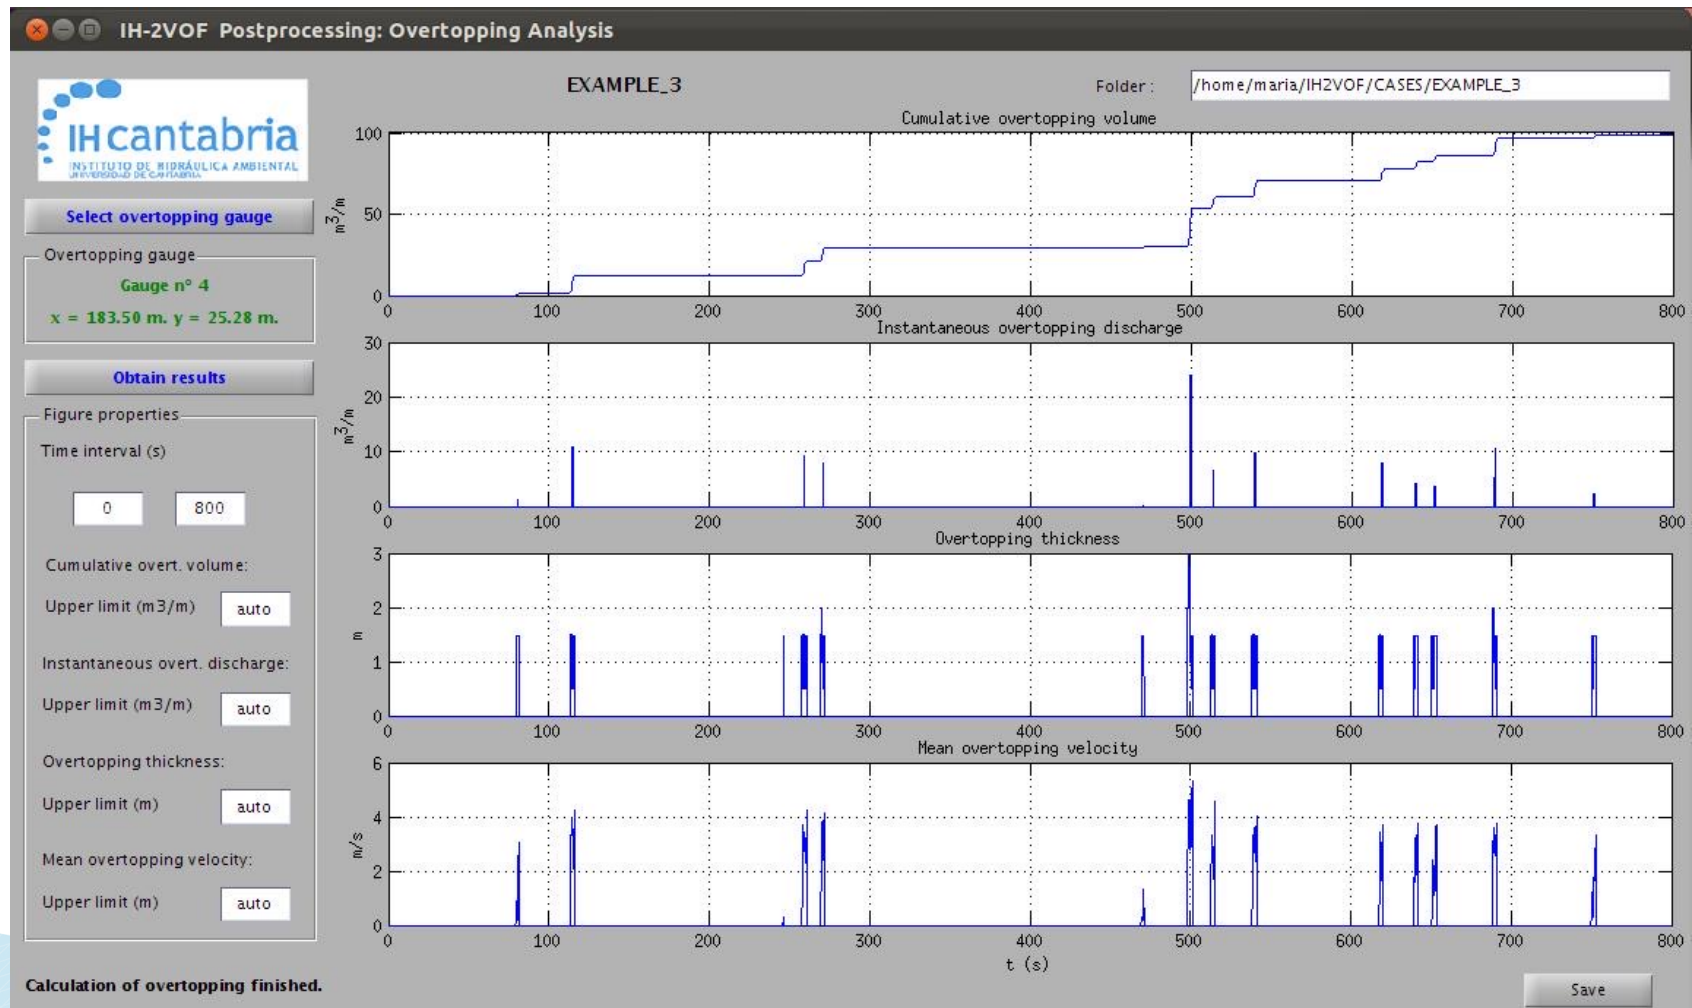 IH-2VOF Postprocessing: Overtopping Analysis
IHcantabria
INSTITUTO DE HIDRÁULICA AMBIENTAL
UNIVERSIDAD DE CANTABRIA
EXAMPLE_3
Folder :
/home/maria/IH2VOF/CASES/EXAMPLE_3
Select overtopping gauge
Overtopping gauge
Gauge n° 4
x = 183.50 m. y = 25.28 m.
Obtain results
Figure properties
Time interval (s)
0
800
Cumulative overt. volume:
Upper limit (m3/m)
auto
Instantaneous overt. discharge:
Upper limit (m3/m)
auto
Overtopping thickness:
Upper limit (m)
auto
Mean overtopping velocity:
Upper limit (m)
auto
Calculation of overtopping finished.
Cumulative overtopping volume
100
50
0
m3/m
0 100 200 300 400 500 600 700 800
Instantaneous overtopping discharge
30
20
10
0
m3/m
0 100 200 300 400 500 600 700 800
Overtopping thickness
3
2
1
0
m
0 100 200 300 400 500 600 700 800
Mean overtopping velocity
6
4
2
0
m/s
0 100 200 300 400 500 600 700 800
t (s)
Save